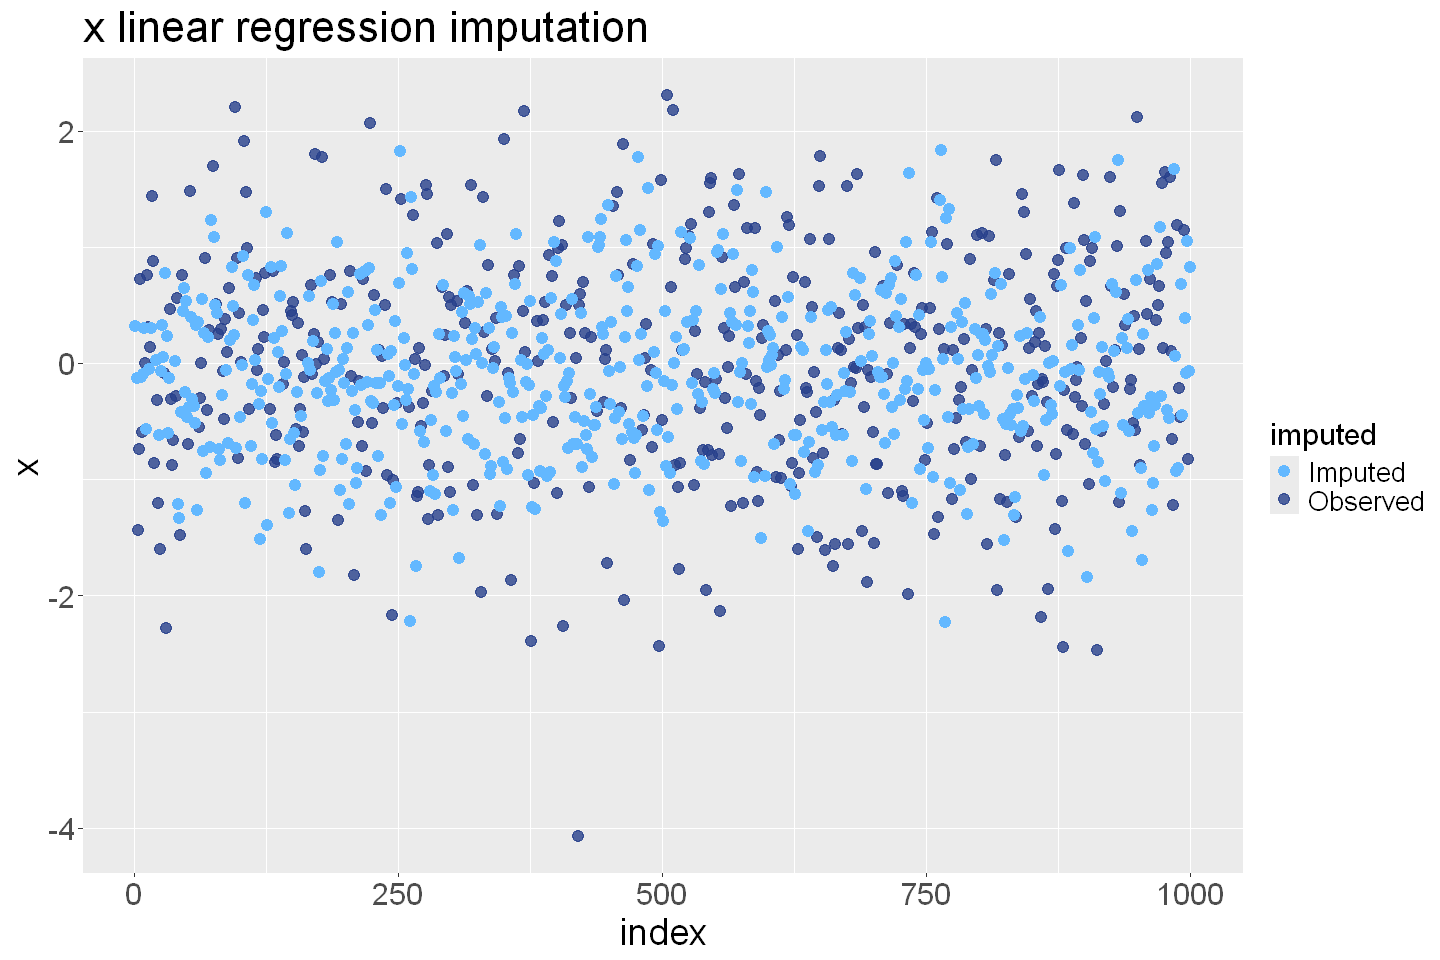 x linear regression imputation
2
0
-2
-4
x
0 250 500 750 1000
index
imputed
Imputed
Observed